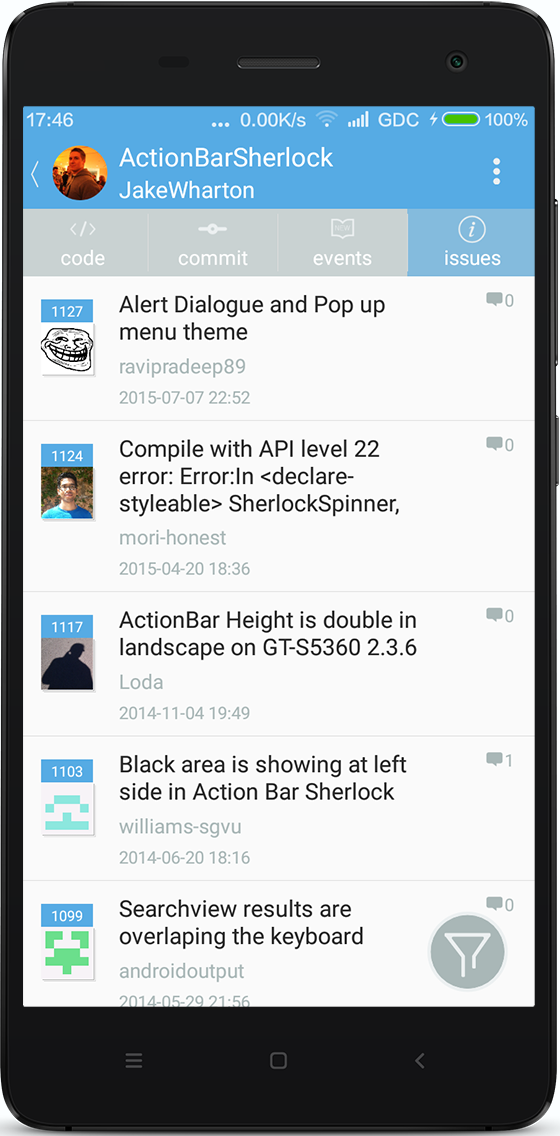 17:46 ... 0.00K/s GDC 100%
ActionBarSherlock
JakeWharton
code commit events issues
1127
Alert Dialogue and Pop up
menu theme
0
ravipradeep89
2015-07-07 22:52
1124
Compile with API level 22
error: Error:In <declare-
styleable> SherlockSpinner,
0
mori-honest
2015-04-20 18:36
1117
ActionBar Height is double in
landscape on GT-S5360 2.3.6
0
Loda
2014-11-04 19:49
1103
Black area is showing at left
side in Action Bar Sherlock
1
williams-sgvu
2014-06-20 18:16
1099
Searchview results are
overlaping the keyboard
0
androidoutput
2014-05-29 21:56